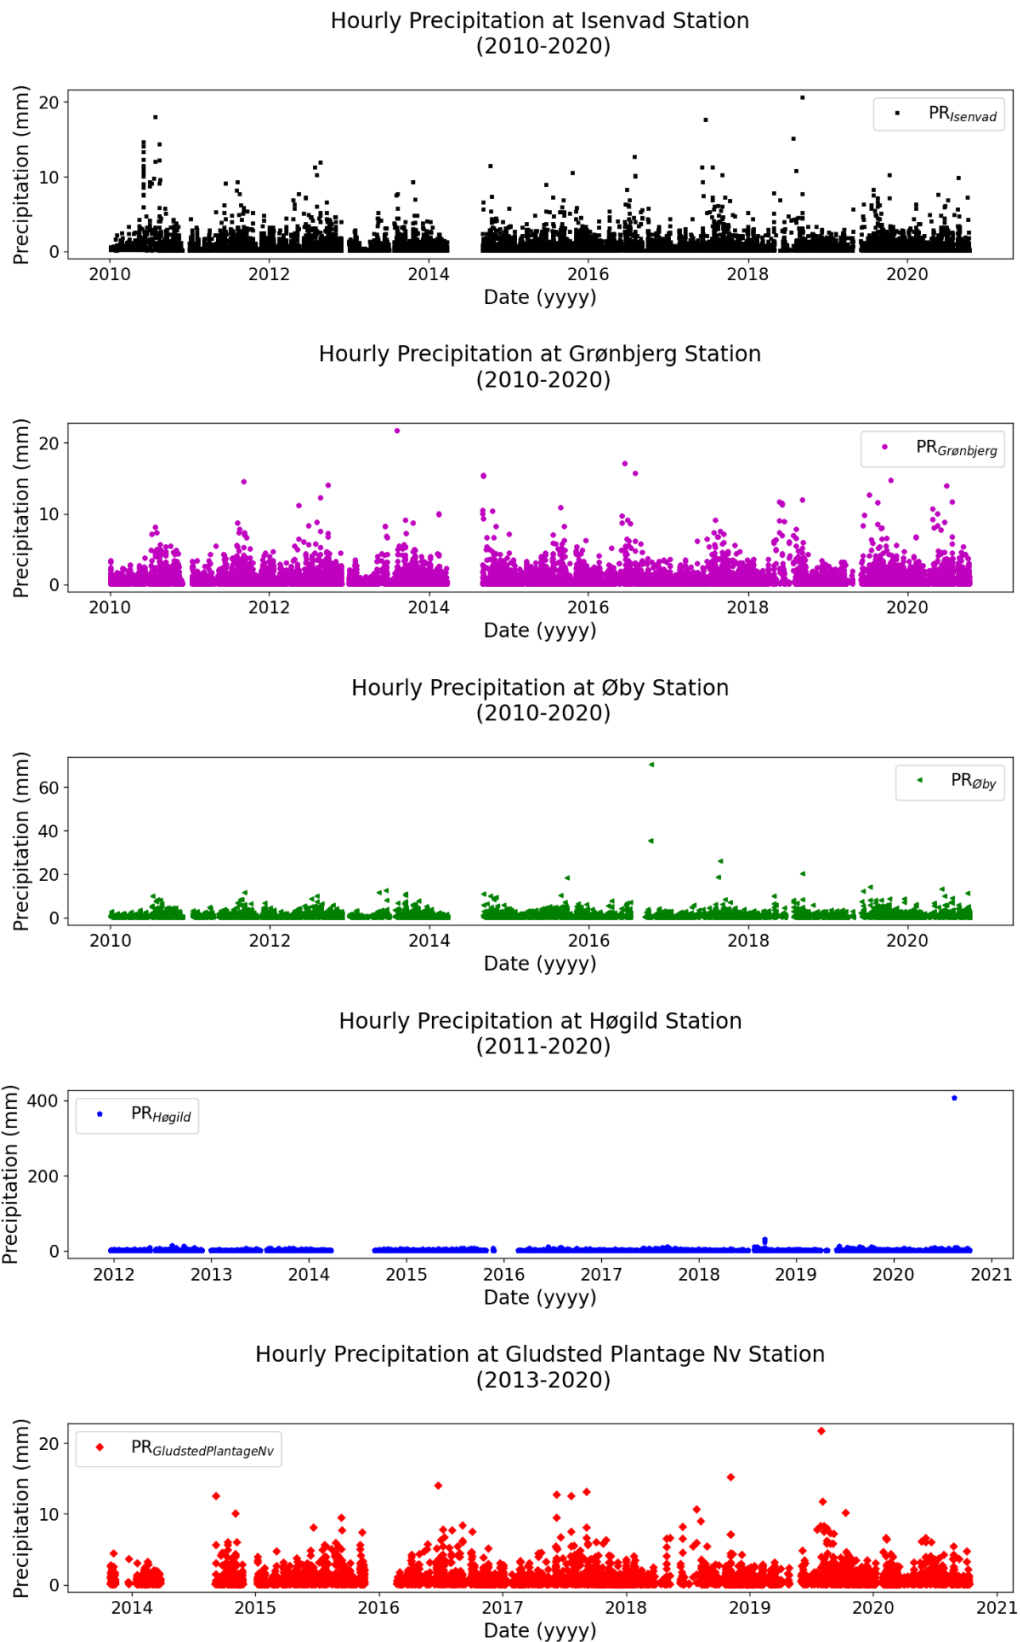 Hourly Precipitation at Isenvad Station
(2010-2020)
Precipitation (mm)
20
10
0
PR_Isenvad
2010 2012 2014 2016 2018 2020
Date (yyyy)
Hourly Precipitation at Grønbjerg Station
(2010-2020)
Precipitation (mm)
20
10
0
PR_Grønbjerg
2010 2012 2014 2016 2018 2020
Date (yyyy)
Hourly Precipitation at Øby Station
(2010-2020)
Precipitation (mm)
60
40
20
0
PR_Øby
2010 2012 2014 2016 2018 2020
Date (yyyy)
Hourly Precipitation at Høgild Station
(2011-2020)
Precipitation (mm)
400
200
0
PR_Høgild
2012 2013 2014 2015 2016 2017 2018 2019 2020 2021
Date (yyyy)
Hourly Precipitation at Gludsted Plantage Nv Station
(2013-2020)
Precipitation (mm)
20
10
0
PR_GludstedPlantageNv
2014 2015 2016 2017 2018 2019 2020 2021
Date (yyyy)